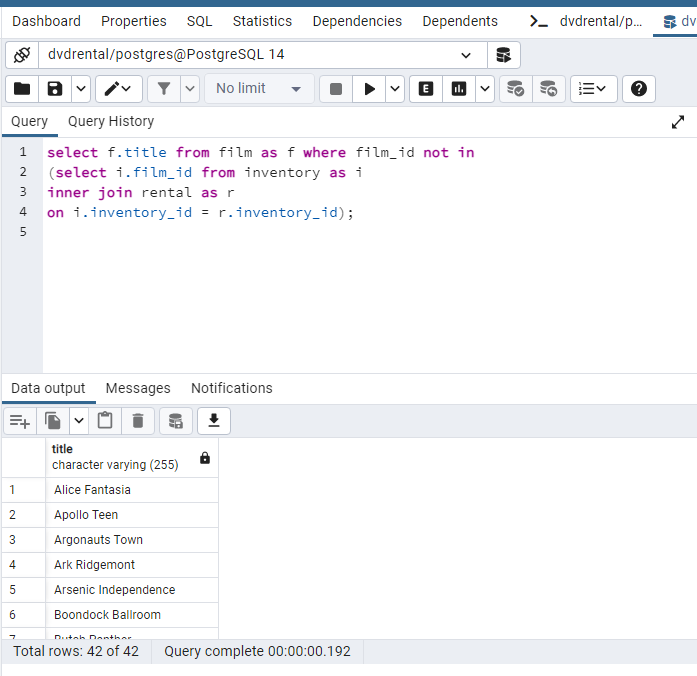 Dashboard Properties SQL Statistics Dependencies Dependents dvdrental/p... dv
dvdrental/postgres@PostgreSQL 14
No limit E
Query Query History
1 select f.title from film as f where film_id not in
2 (select i.film_id from inventory as i
3 inner join rental as r
4 on i.inventory_id = r.inventory_id);
5
Data output Messages Notifications
title
character varying (255)
1 Alice Fantasia
2 Apollo Teen
3 Argonauts Town
4 Ark Ridgemont
5 Arsenic Independence
6 Boondock Ballroom
7 Butch Panther
Total rows: 42 of 42 Query complete 00:00:00.192